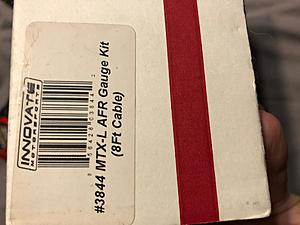 INNOVATE
MOTORSPORTS
#3844 MTX-L AFR Gauge Kit
(8Ft Cable)